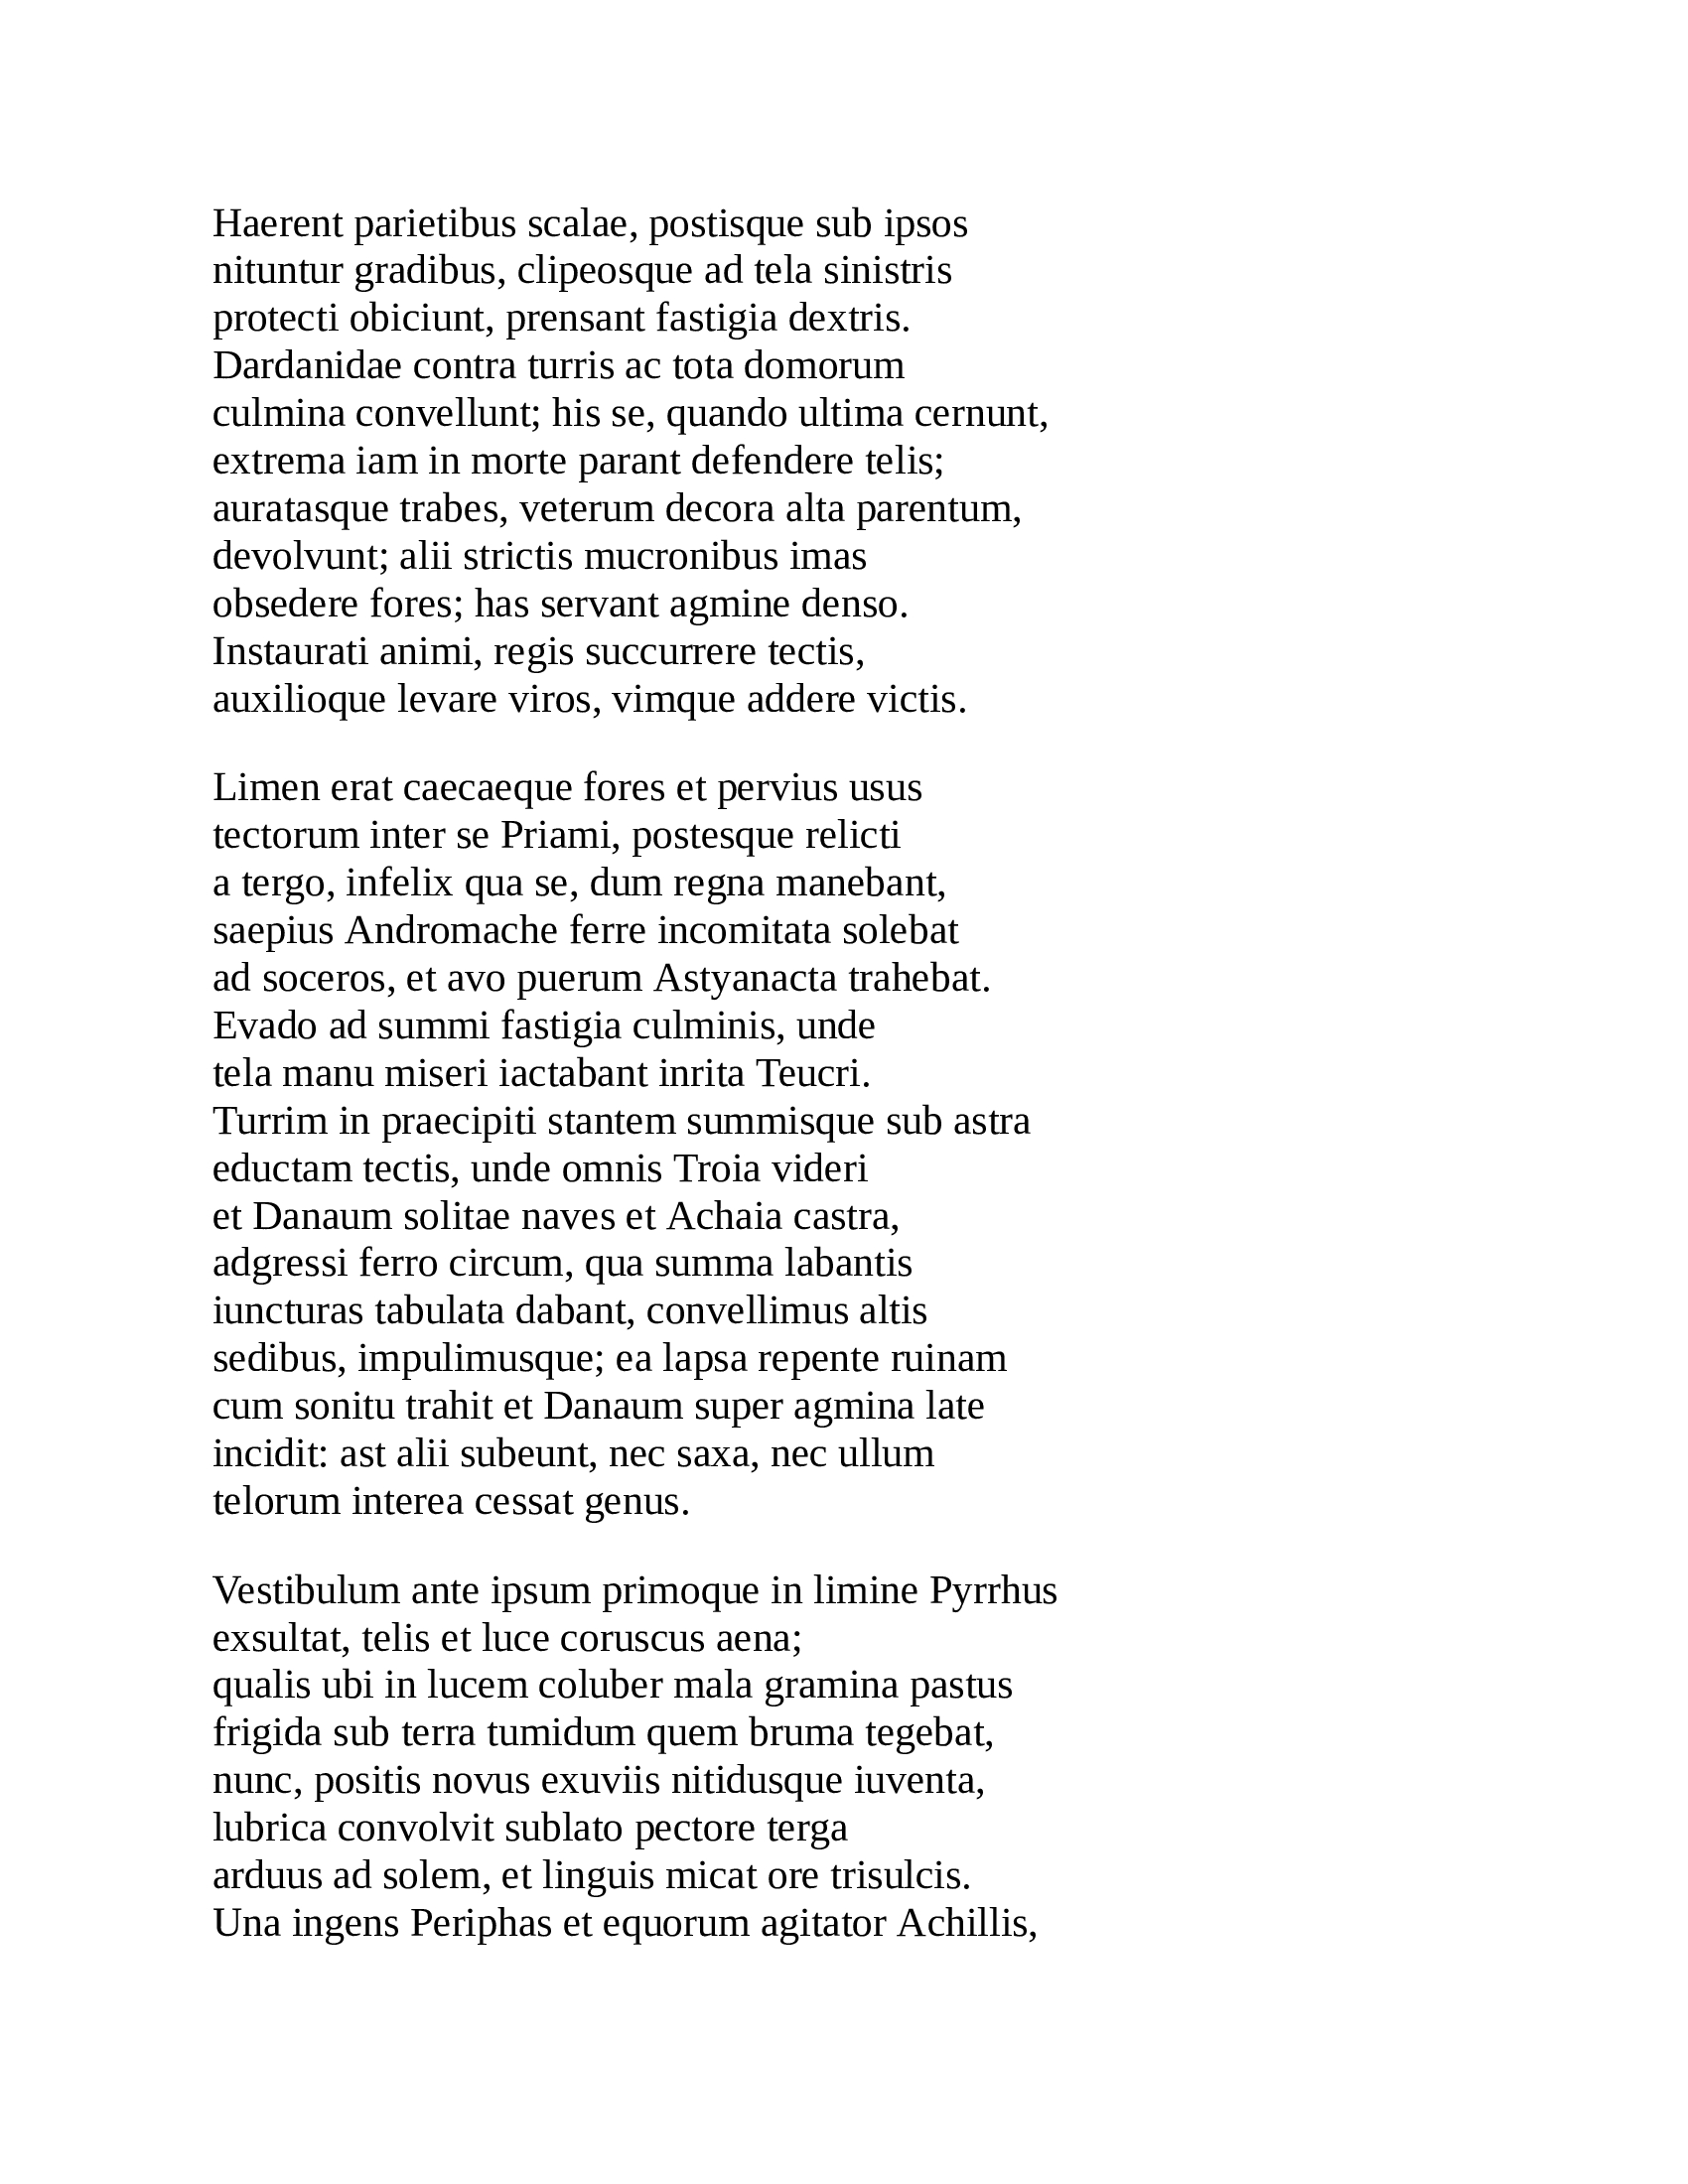 Haerent parietibus scalae, postisque sub ipsos
nituntur gradibus, clipeosque ad tela sinistris
protecti obiciunt, prensant fastigia dextris.
Dardanidae contra turris ac tota domorum
culmina convellunt; his se, quando ultima cernunt,
extrema iam in morte parant defendere telis;
auratasque trabes, veterum decora alta parentum,
devolvunt; alii strictis mucronibus imas
obsedere fores; has servant agmine denso.
Instaurati animi, regis succurrere tectis,
auxilioque levare viros, vimque addere victis.

Limen erat caecaeque fores et pervius usus
tectorum inter se Priami, postesque relicti
a tergo, infelix qua se, dum regna manebant,
saepius Andromache ferre incomitata solebat
ad soceros, et avo puerum Astyanacta trahebat.
Evado ad summi fastigia culminis, unde
tela manu miseri iactabant inrita Teucri.
Turrim in praecipiti stantem summisque sub astra
eductam tectis, unde omnis Troia videri
et Danaum solitae naves et Achaia castra,
adgressi ferro circum, qua summa labantis
iuncturas tabulata dabant, convellimus altis
sedibus, impulimusque; ea lapsa repente ruinam
cum sonitu trahit et Danaum super agmina late
incidit: ast alii subeunt, nec saxa, nec ullum
telorum interea cessat genus.

Vestibulum ante ipsum primoque in limine Pyrrhus
exsultat, telis et luce coruscus aena;
qualis ubi in lucem coluber mala gramina pastus
frigida sub terra tumidum quem bruma tegebat,
nunc, positis novus exuviis nitidusque iuventa,
lubrica convolvit sublato pectore terga
arduus ad solem, et linguis micat ore trisulcis.
Una ingens Periphas et equorum agitator Achillis,